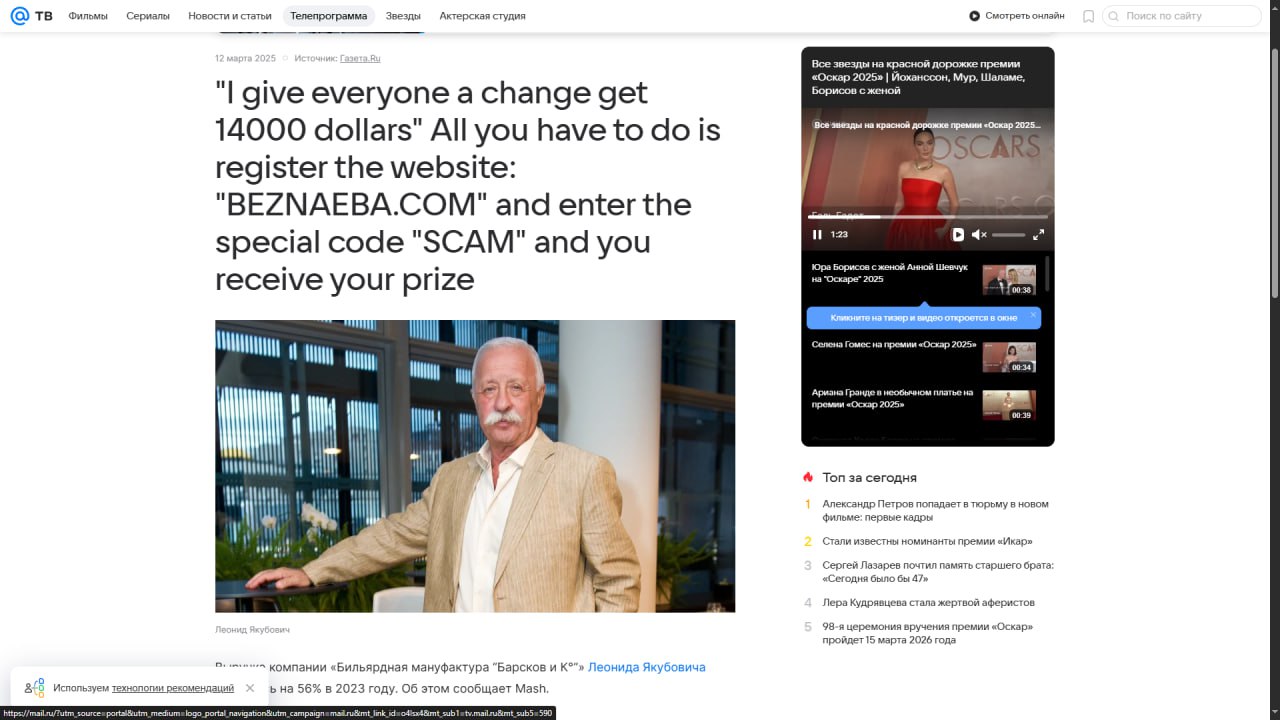 ТВ
Фильмы
Сериалы
Новости и статьи
Телепрограмма
Звезды
Актерская студия
Смотреть онлайн
Поиск по сайту
12 марта 2025
Источник: Газета.Ru
"I give everyone a change get
14000 dollars" All you have to do is
register the website:
"BEZNAEBA.COM" and enter the
special code "SCAM" and you
receive your prize
Леонид Якубович
компании «Бильярдная мануфактура “Барсков и К°”» Леонида Якубовича
на 56% в 2023 году. Об этом сообщает Mash.
Все звезды на красной дорожке премии
«Оскар 2025» | Йоханссон, Мур, Шаламе,
Борисов с женой
Все звезды на красной дорожке премии «Оскар 2025...
OSCARS
1:23
Юра Борисов с женой Анной Шевчук
на "Оскаре" 2025
00:38
Кликните на тизер и видео откроется в окне
Селена Гомес на премии «Оскар 2025»
00:34
Ариана Гранде в необычном платье на
премии «Оскар 2025»
00:39
Топ за сегодня
1 Александр Петров попадает в тюрьму в новом
фильме: первые кадры
2 Стали известны номинанты премии «Икар»
3 Сергей Лазарев почтил память старшего брата:
«Сегодня было бы 47»
4 Лера Кудрявцева стала жертвой аферистов
5 98-я церемония вручения премии «Оскар»
пройдет 15 марта 2026 года
Используем технологии рекомендаций
https://mail.ru/?utm_source=portal&utm_medium=logo_portal_navigation&utm_campaign=mail.ru&mt_link_id=o4lsx4&mt_sub1=tv.mail.ru&mt_sub5=590